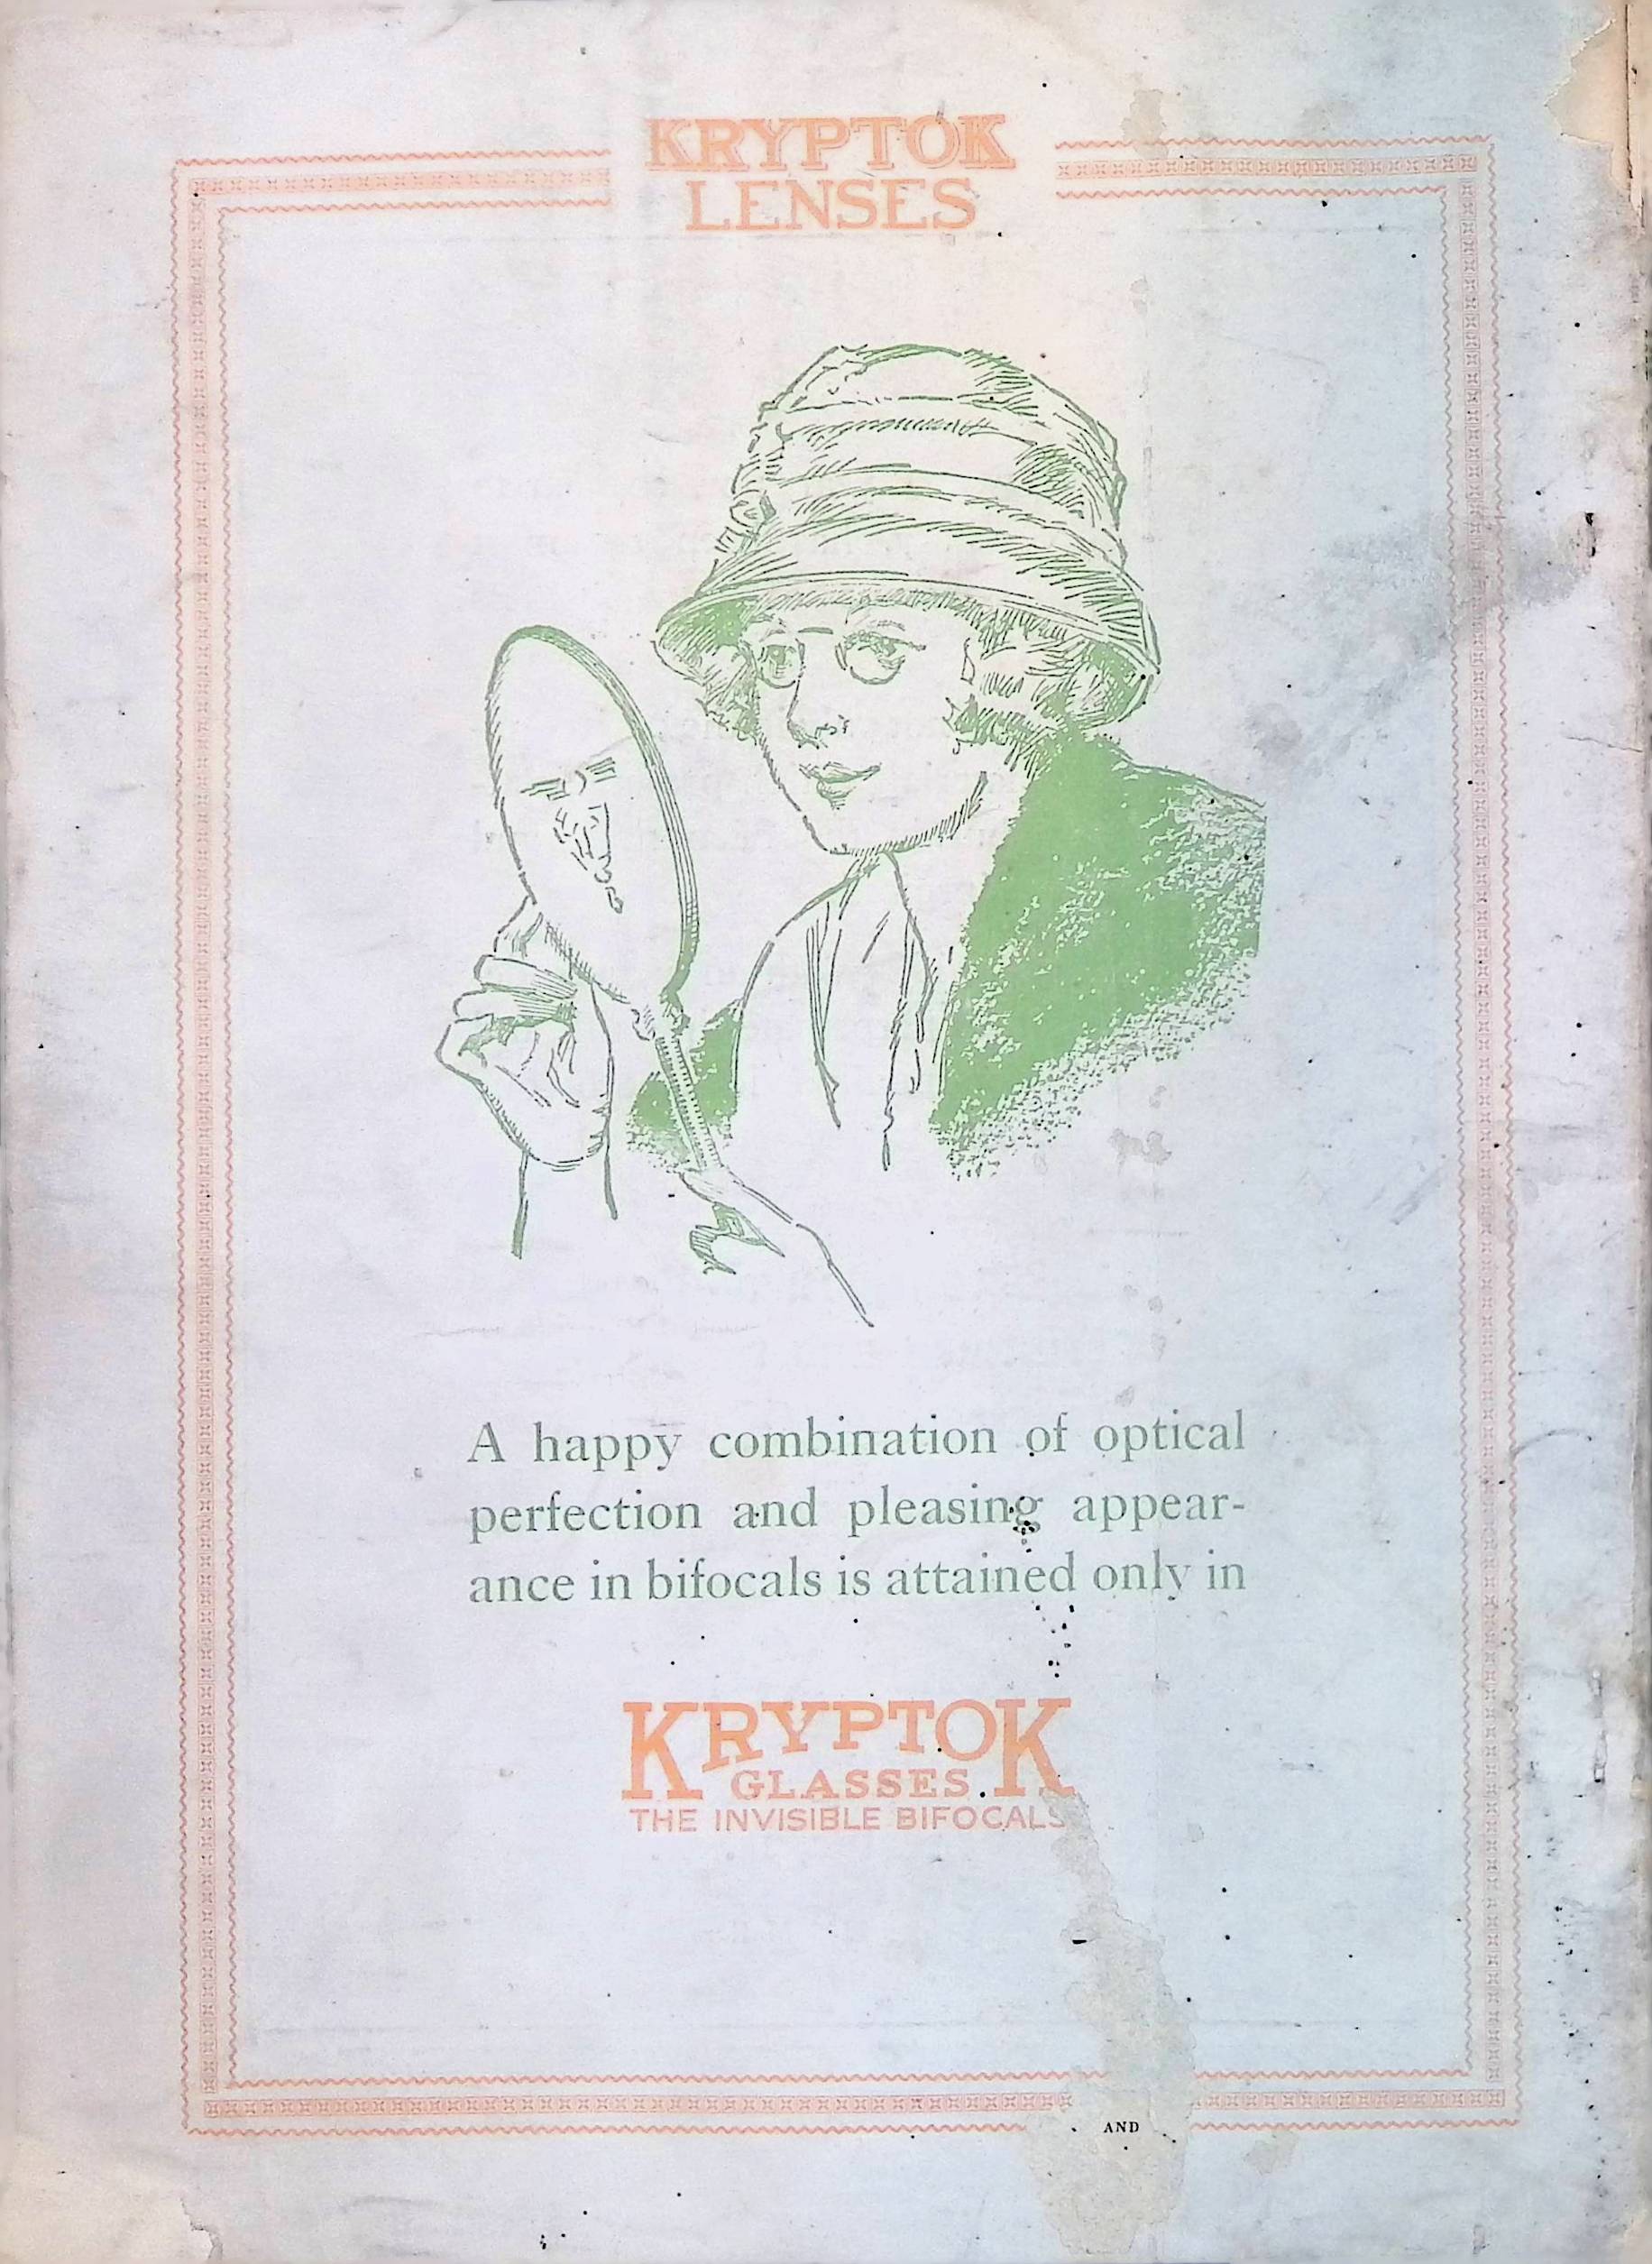 KRYPTOK
LENSES
A happy combination of optical
perfection and pleasing appear-
ance in bifocals is attained only in
KRYPTOK
GLASSES
THE INVISIBLE BIFOCALS
AND